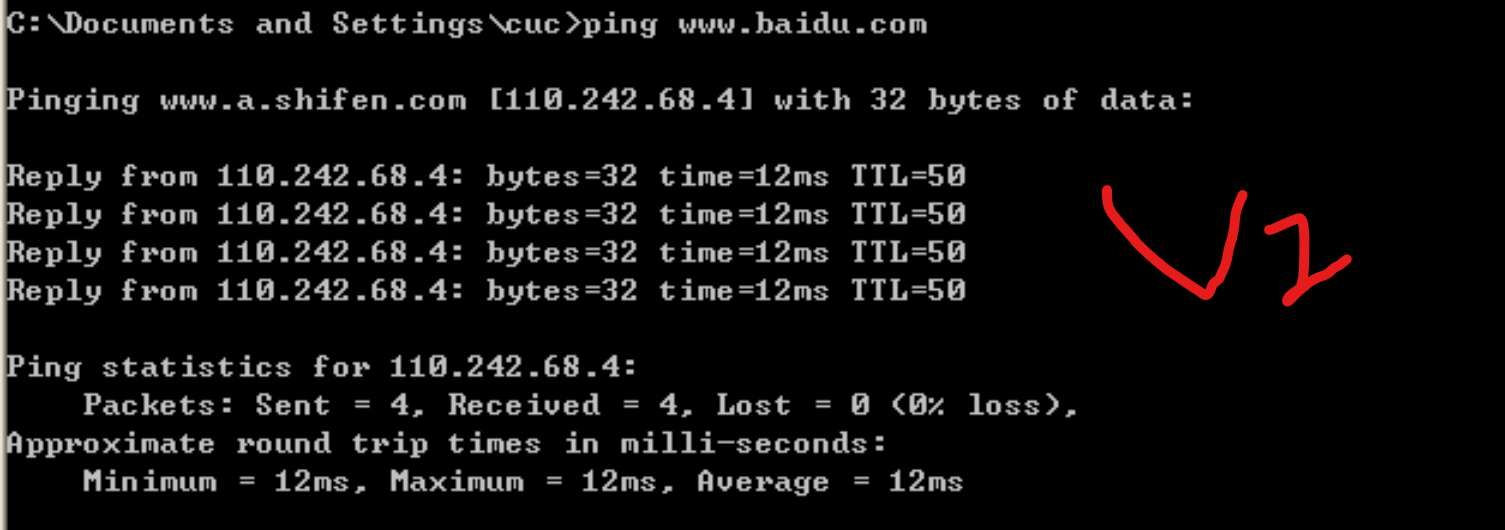 C:\Documents and Settings\cuc>ping www.baidu.com
Pinging www.a.shifen.com [110.242.68.4] with 32 bytes of data:
Reply from 110.242.68.4: bytes=32 time=12ms TTL=50
Reply from 110.242.68.4: bytes=32 time=12ms TTL=50
Reply from 110.242.68.4: bytes=32 time=12ms TTL=50
Reply from 110.242.68.4: bytes=32 time=12ms TTL=50
V2
Ping statistics for 110.242.68.4:
Packets: Sent = 4, Received = 4, Lost = 0 (0% loss),
Approximate round trip times in milli-seconds:
Minimum = 12ms, Maximum = 12ms, Average = 12ms